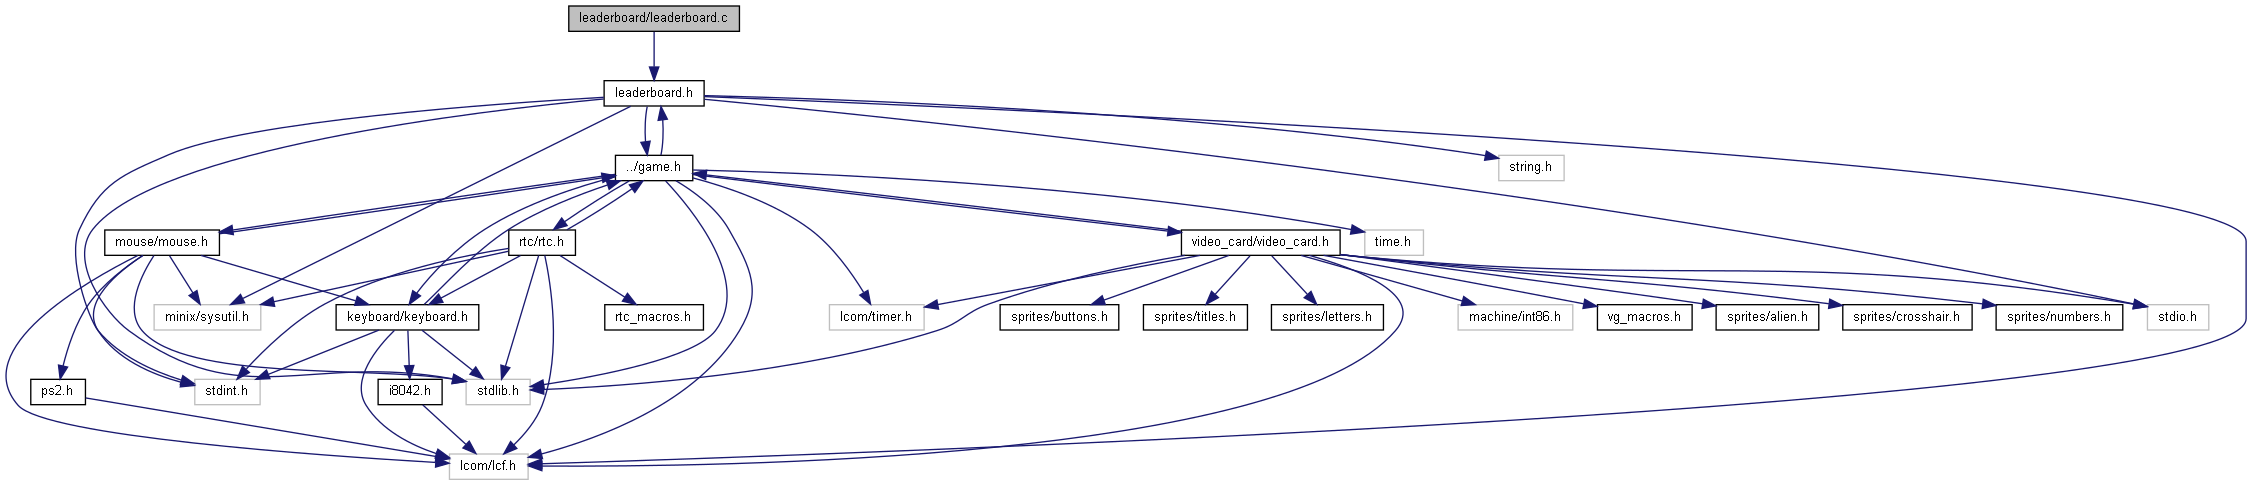 leaderboard/leaderboard.c
leaderboard.h
../game.h
string.h
mouse/mouse.h
rtc/rtc.h
video_card/video_card.h
time.h
minix/sysutil.h
keyboard/keyboard.h
rtc_macros.h
lcom/timer.h
sprites/buttons.h
sprites/titles.h
sprites/letters.h
machine/int86.h
vg_macros.h
sprites/alien.h
sprites/crosshair.h
sprites/numbers.h
stdio.h
ps2.h
stdint.h
i8042.h
stdlib.h
lcom/lcf.h